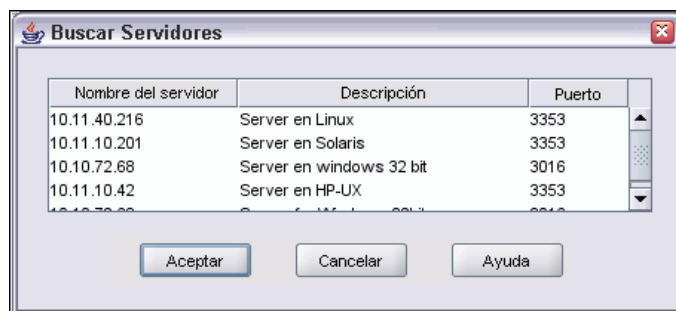 Buscar Servidores
Nombre del servidor Descripción Puerto
10.11.40.216 Server en Linux 3353
10.11.10.201 Server en Solaris 3353
10.10.72.68 Server en windows 32 bit 3016
10.11.10.42 Server en HP-UX 3353
Aceptar Cancelar Ayuda